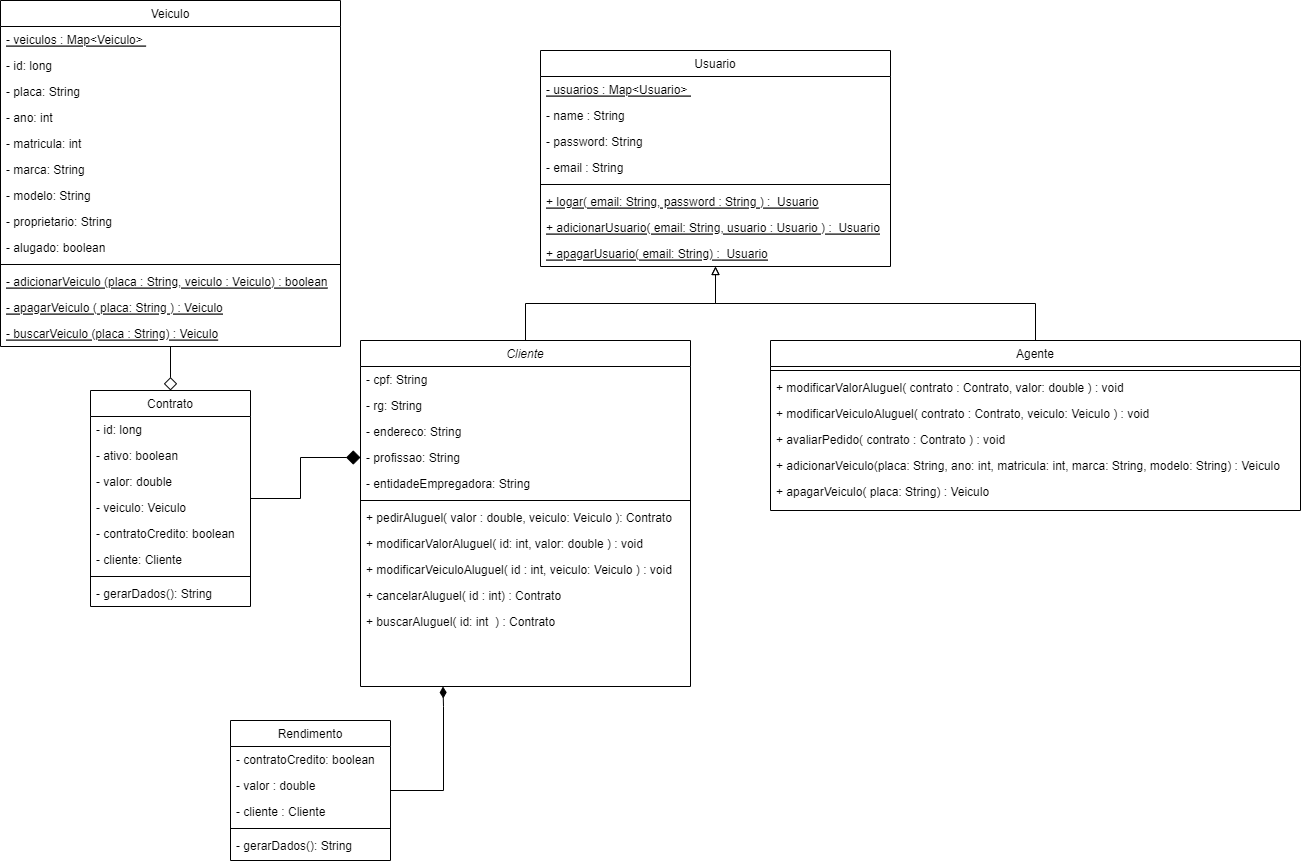 Veiculo
- veiculos : Map<Veiculo>
- id: long
- placa: String
- ano: int
- matricula: int
- marca: String
- modelo: String
- proprietario: String
- alugado: boolean
- adicionarVeiculo (placa : String, veiculo : Veiculo) : boolean
- apagarVeiculo ( placa: String ) : Veiculo
- buscarVeiculo (placa : String) : Veiculo
Usuario
- usuarios : Map<Usuario>
- name : String
- password: String
- email : String
+ logar( email: String, password : String ) :  Usuario
+ adicionarUsuario( email: String, usuario : Usuario ) :  Usuario
+ apagarUsuario( email: String) :  Usuario
Contrato
- id: long
- ativo: boolean
- valor: double
- veiculo: Veiculo
- contratoCredito: boolean
- cliente: Cliente
- gerarDados(): String
Cliente
- cpf: String
- rg: String
- endereco: String
- profissao: String
- entidadeEmpregadora: String
+ pedirAluguel( valor : double, veiculo: Veiculo ): Contrato
+ modificarValorAluguel( id: int, valor: double ) : void
+ modificarVeiculoAluguel( id : int, veiculo: Veiculo ) : void
+ cancelarAluguel( id : int) : Contrato
+ buscarAluguel( id: int  ) : Contrato
Agente
+ modificarValorAluguel( contrato : Contrato, valor: double ) : void
+ modificarVeiculoAluguel( contrato : Contrato, veiculo: Veiculo ) : void
+ avaliarPedido( contrato : Contrato ) : void
+ adicionarVeiculo(placa: String, ano: int, matricula: int, marca: String, modelo: String) : Veiculo
+ apagarVeiculo( placa: String) : Veiculo
Rendimento
- contratoCredito: boolean
- valor : double
- cliente : Cliente
- gerarDados(): String